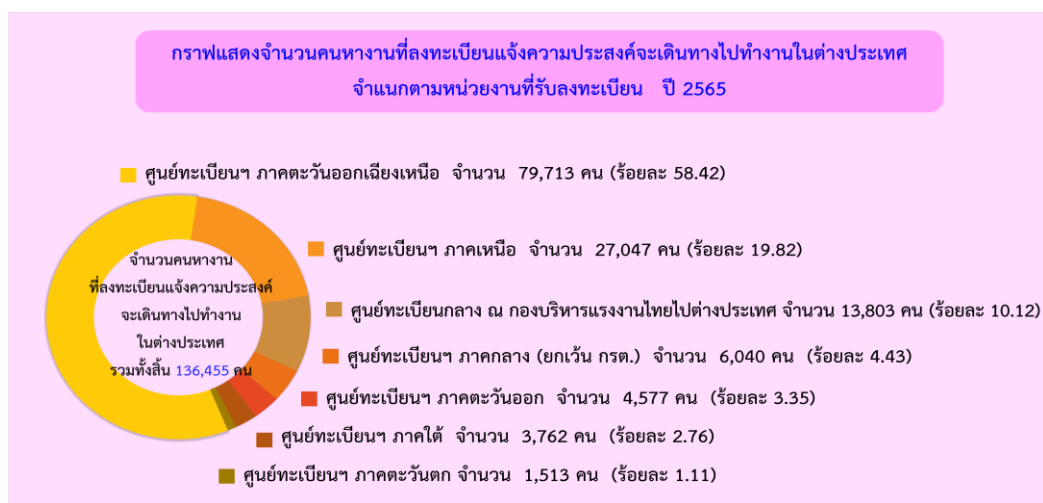 กราฟแสดงจำนวนคนหางานที่ลงทะเบียนแจ้งความประสงค์จะเดินทางไปทำงานในต่างประเทศ
จำแนกตามหน่วยงานที่รับลงทะเบียน ปี 2565
ศูนย์ทะเบียนฯ ภาคตะวันออกเฉียงเหนือ จำนวน 79,713 คน (ร้อยละ 58.42)
ศูนย์ทะเบียนฯ ภาคเหนือ จำนวน 27,047 คน (ร้อยละ 19.82)
ศูนย์ทะเบียนกลาง ณ กองบริหารแรงงานไทยไปต่างประเทศ จำนวน 13,803 คน (ร้อยละ 10.12)
ศูนย์ทะเบียนฯ ภาคกลาง (ยกเว้น กรต.) จำนวน 6,040 คน (ร้อยละ 4.43)
ศูนย์ทะเบียนฯ ภาคตะวันออก จำนวน 4,577 คน (ร้อยละ 3.35)
ศูนย์ทะเบียนฯ ภาคใต้ จำนวน 3,762 คน (ร้อยละ 2.76)
ศูนย์ทะเบียนฯ ภาคตะวันตก จำนวน 1,513 คน (ร้อยละ 1.11)
จำนวนคนหางาน
ที่ลงทะเบียนแจ้งความประสงค์
จะเดินทางไปทำงาน
ในต่างประเทศ
รวมทั้งสิ้น 136,455 คน